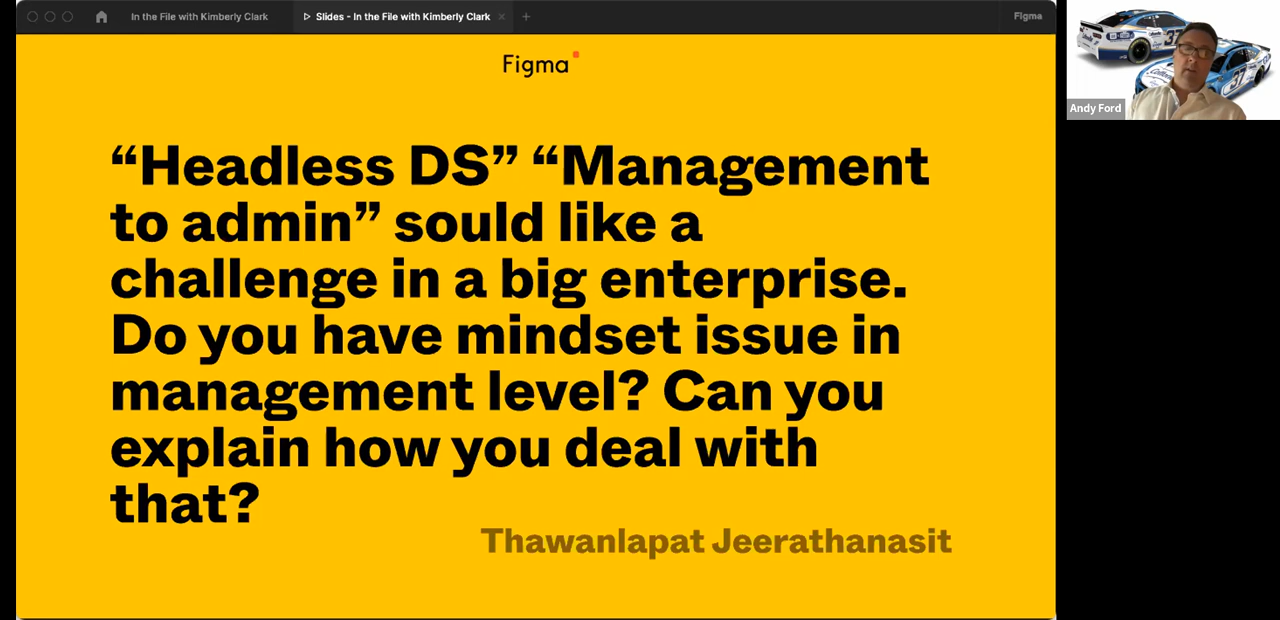 In the File with Kimberly Clark
Slides - In the File with Kimberly Clark
Figma
Figma
“Headless DS” “Management
to admin” sould like a
challenge in a big enterprise.
Do you have mindset issue in
management level? Can you
explain how you deal with
that?
Thawanlapat Jeerathanasit
37
37
Andy Ford